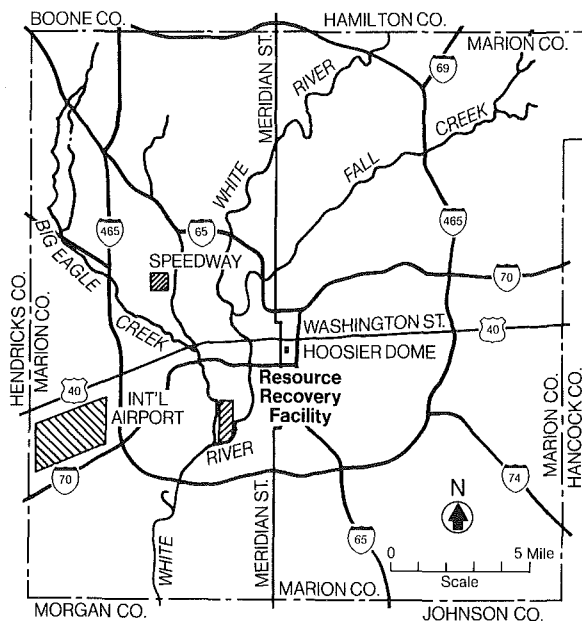 BOONE CO.
HAMILTON CO.
MARION CO.
MERIDIAN ST.
RIVER
WHITE
69
CREEK
FALL
465
65
465
BIG EAGLE
CREEK
SPEEDWAY
70
HENDRICKS CO.
MARION CO.
WASHINGTON ST.
40
HOOSIER DOME
40
INT'L
AIRPORT
Resource
Recovery
Facility
MARION CO.
HANCOCK CO.
RIVER
70
74
WHITE
MERIDIAN ST.
65
N
0
5 Mile
Scale
MARION CO.
MORGAN CO.
JOHNSON CO.